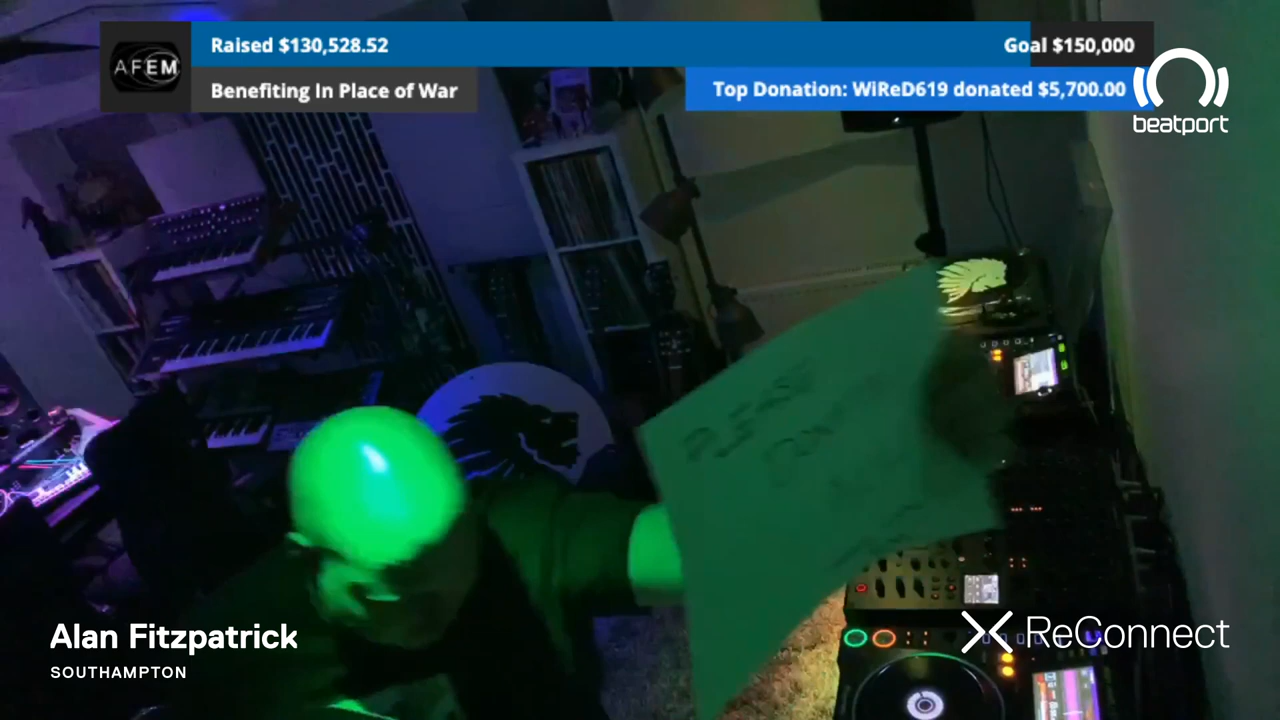 Raised $130,528.52
Goal $150,000
AFEM
Benefiting In Place of War
Top Donation: WiReD619 donated $5,700.00
beatport
Alan Fitzpatrick
SOUTHAMPTON
ReConnect